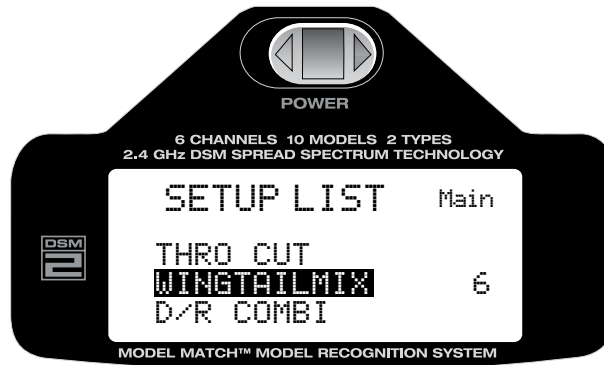 POWER
6 CHANNELS 10 MODELS 2 TYPES
2.4 GHz DSM SPREAD SPECTRUM TECHNOLOGY
SETUP LIST Main
DSM
2
THRO CUT
WINGTAILMIX 6
D/R COMBI
MODEL MATCH™ MODEL RECOGNITION SYSTEM